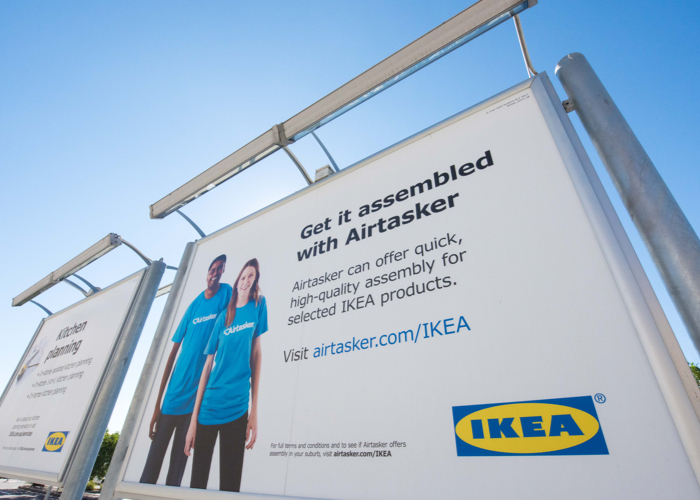 Get it assembled
with Airtasker
Airtasker can offer quick,
high-quality assembly for
selected IKEA products.
Visit airtasker.com/IKEA
Airtasker
Airtasker
For full terms and conditions and to see if Airtasker offers
assembly in your suburb, visit airtasker.com/IKEA
IKEA®
Kitchen
planning
IKEA